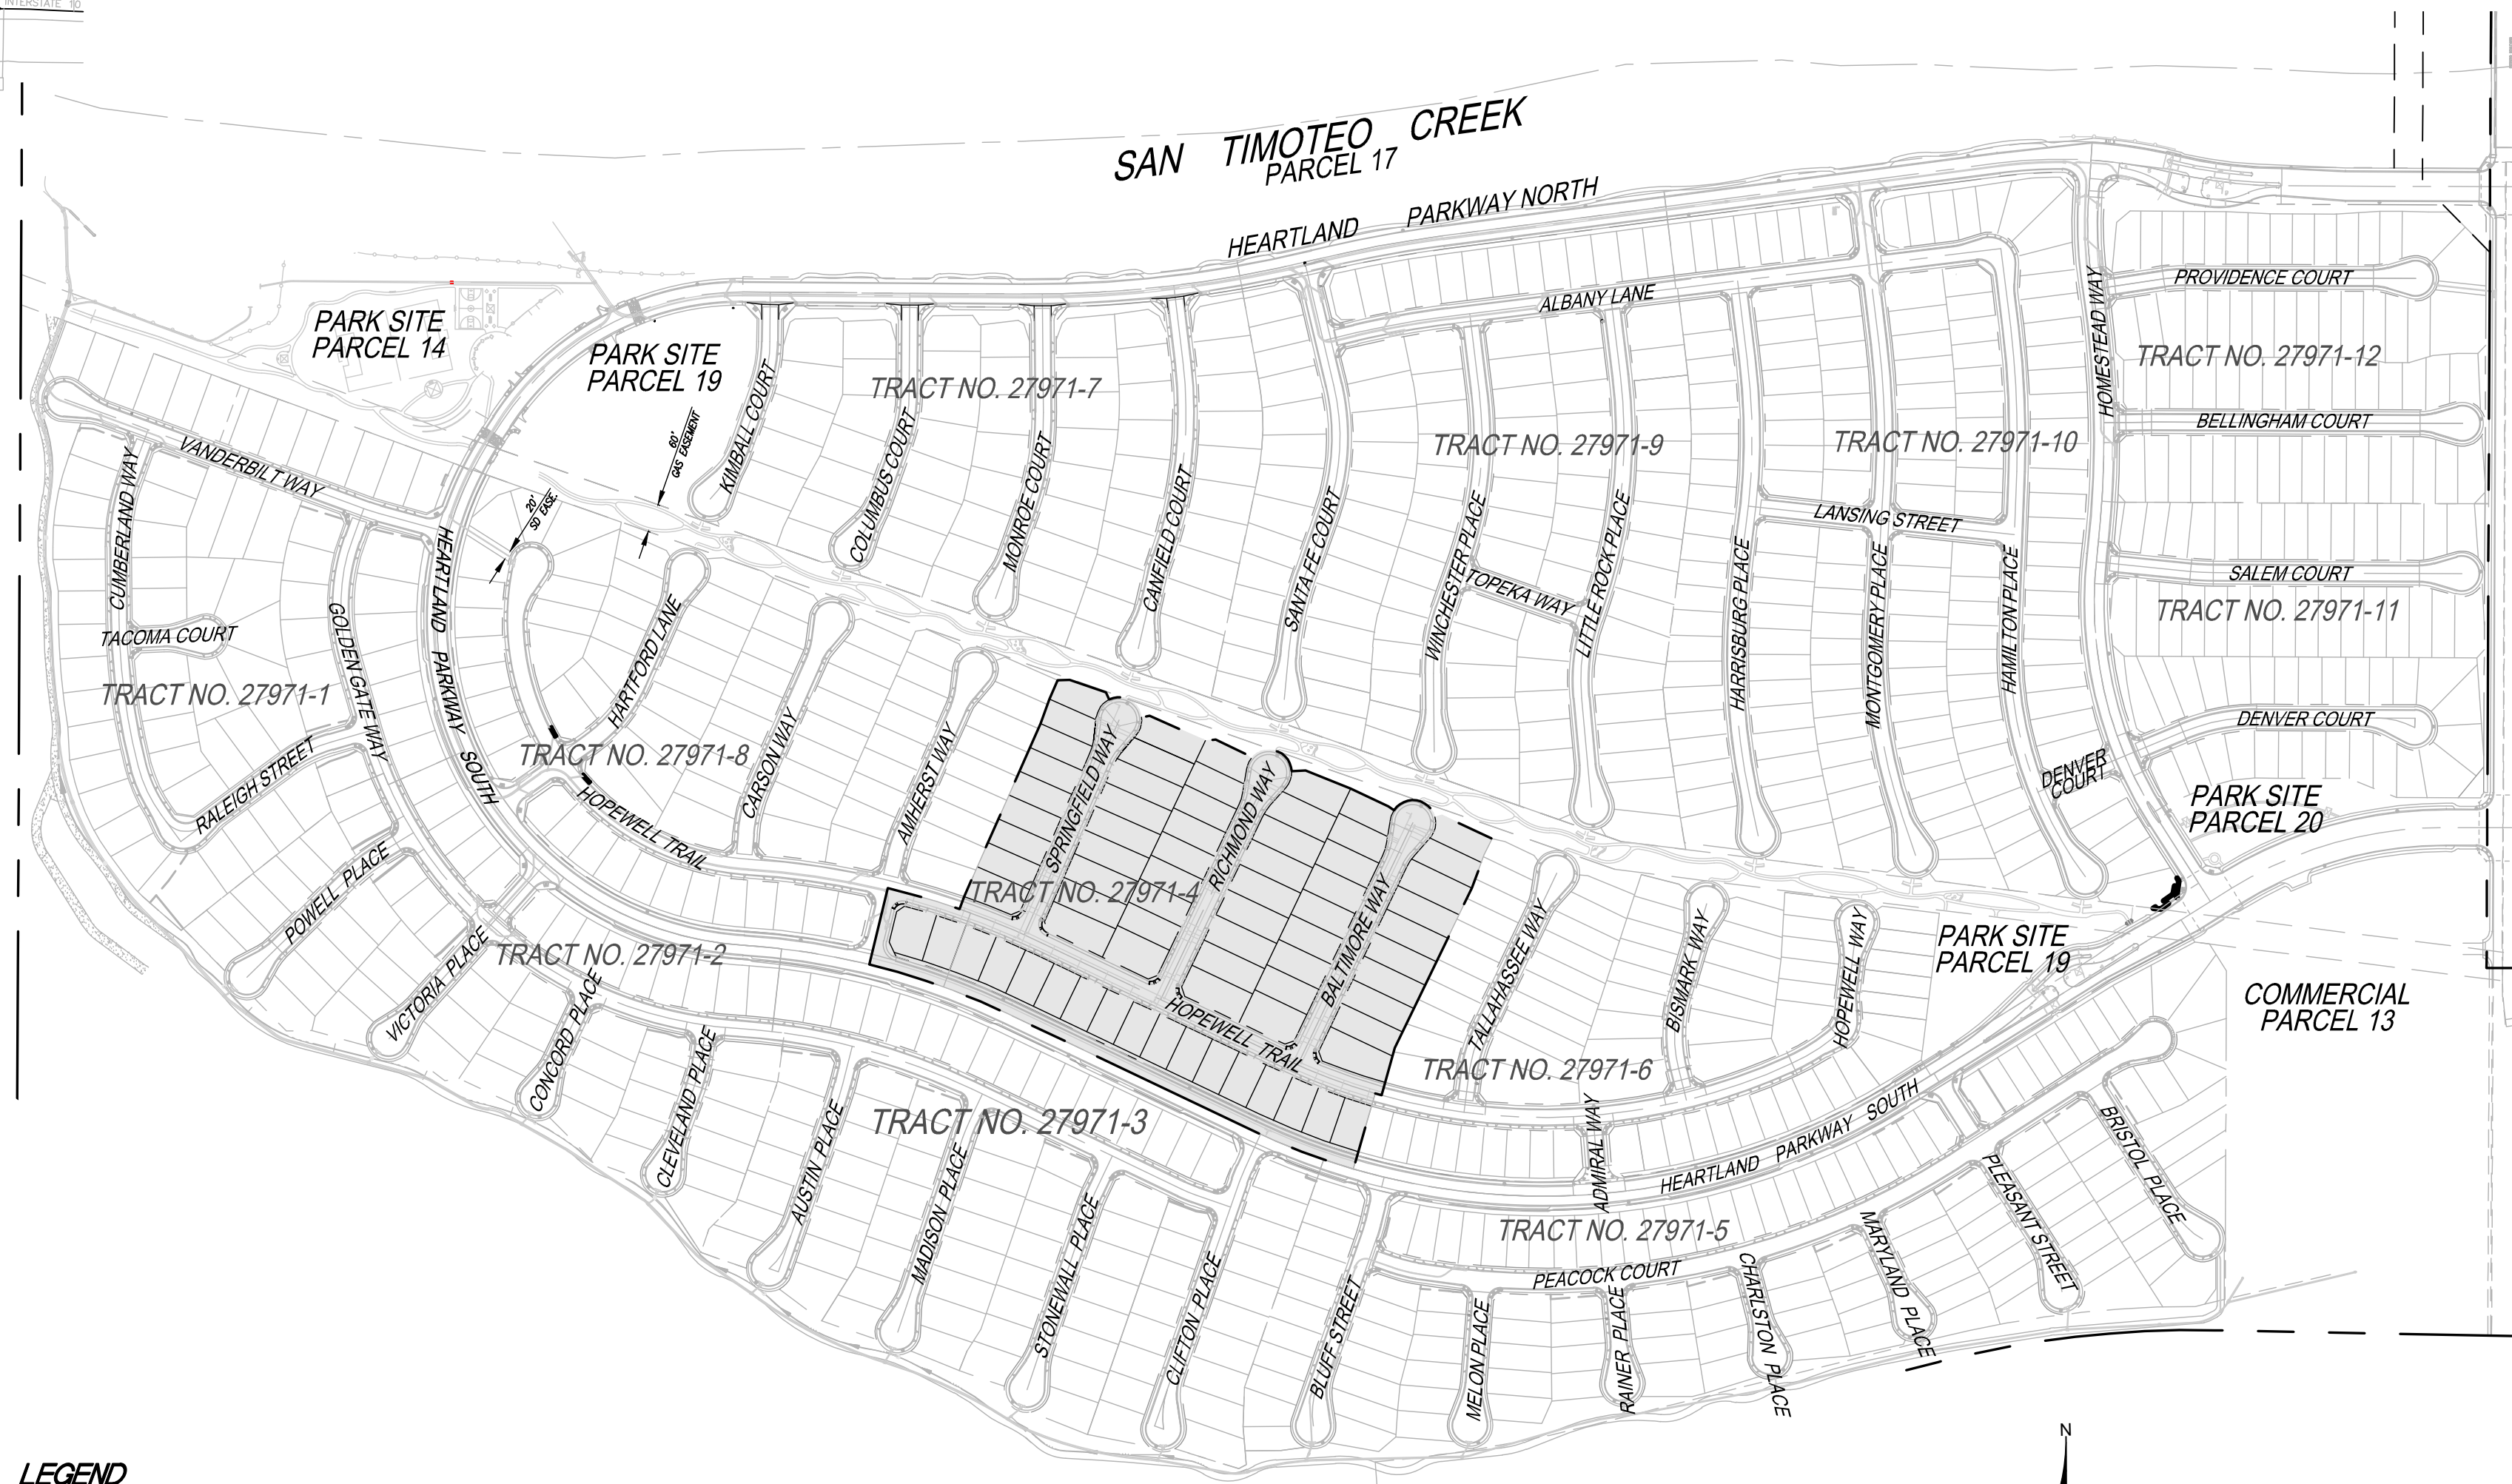 INTERSTATE 10
SAN TIMOTEO CREEK
PARCEL 17
HEARTLAND PARKWAY NORTH
PARK SITE
PARCEL 14
PARK SITE
PARCEL 19
KIMBALL COURT
60'
GAS EASEMENT
20'
SD EASE.
COLUMBUS COURT
TRACT NO. 27971-7
MONROE COURT
CANFIELD COURT
SANTA FE COURT
ALBANY LANE
TRACT NO. 27971-9
WINCHESTER PLACE
TOPEKA WAY
LITTLE ROCK PLACE
HARRISBURG PLACE
TRACT NO. 27971-10
LANSING STREET
MONTGOMERY PLACE
HAMILTON PLACE
HOMESTEAD WAY
PROVIDENCE COURT
TRACT NO. 27971-12
BELLINGHAM COURT
SALEM COURT
TRACT NO. 27971-11
DENVER COURT
DENVER
COURT
PARK SITE
PARCEL 20
VANDERBILT WAY
CUMBERLAND WAY
TACOMA COURT
TRACT NO. 27971-1
GOLDEN GATE WAY
RALEIGH STREET
HEARTLAND PARKWAY SOUTH
HARTFORD LANE
TRACT NO. 27971-8
HOPEWELL TRAIL
CARSON WAY
AMHERST WAY
SPRINGFIELD WAY
RICHMOND WAY
BALTIMORE WAY
TRACT NO. 27971-4
HOPEWELL TRAIL
TALLAHASSEE WAY
BISMARK WAY
HOPEWELL WAY
TRACT NO. 27971-6
ADMIRAL WAY
PARK SITE
PARCEL 19
COMMERCIAL
PARCEL 13
POWELL PLACE
VICTORIA PLACE
TRACT NO. 27971-2
CONCORD PLACE
CLEVELAND PLACE
AUSTIN PLACE
TRACT NO. 27971-3
MADISON PLACE
STONEWALL PLACE
CLIFTON PLACE
BLUFF STREET
HEARTLAND PARKWAY SOUTH
TRACT NO. 27971-5
PEACOCK COURT
MELON PLACE
RAINER PLACE
CHARLSTON PLACE
MARYLAND PLACE
PLEASANT STREET
BRISTOL PLACE
N
LEGEND